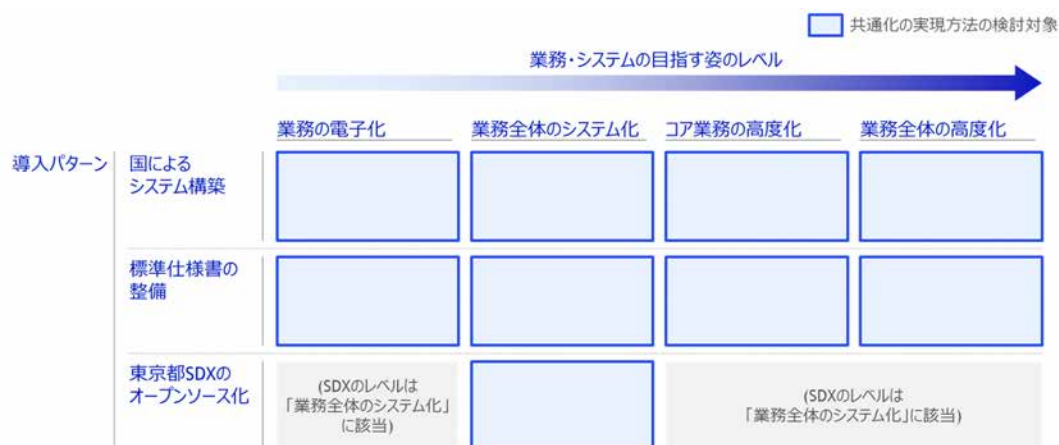 共通化の実現方法の検討対象
業務・システムの目指す姿のレベル
業務の電子化
業務全体のシステム化
コア業務の高度化
業務全体の高度化
導入パターン
国による
システム構築
標準仕様書の
整備
東京都SDXの
オープンソース化
(SDXのレベルは
「業務全体のシステム化」
に該当)
(SDXのレベルは
「業務全体のシステム化」に該当)